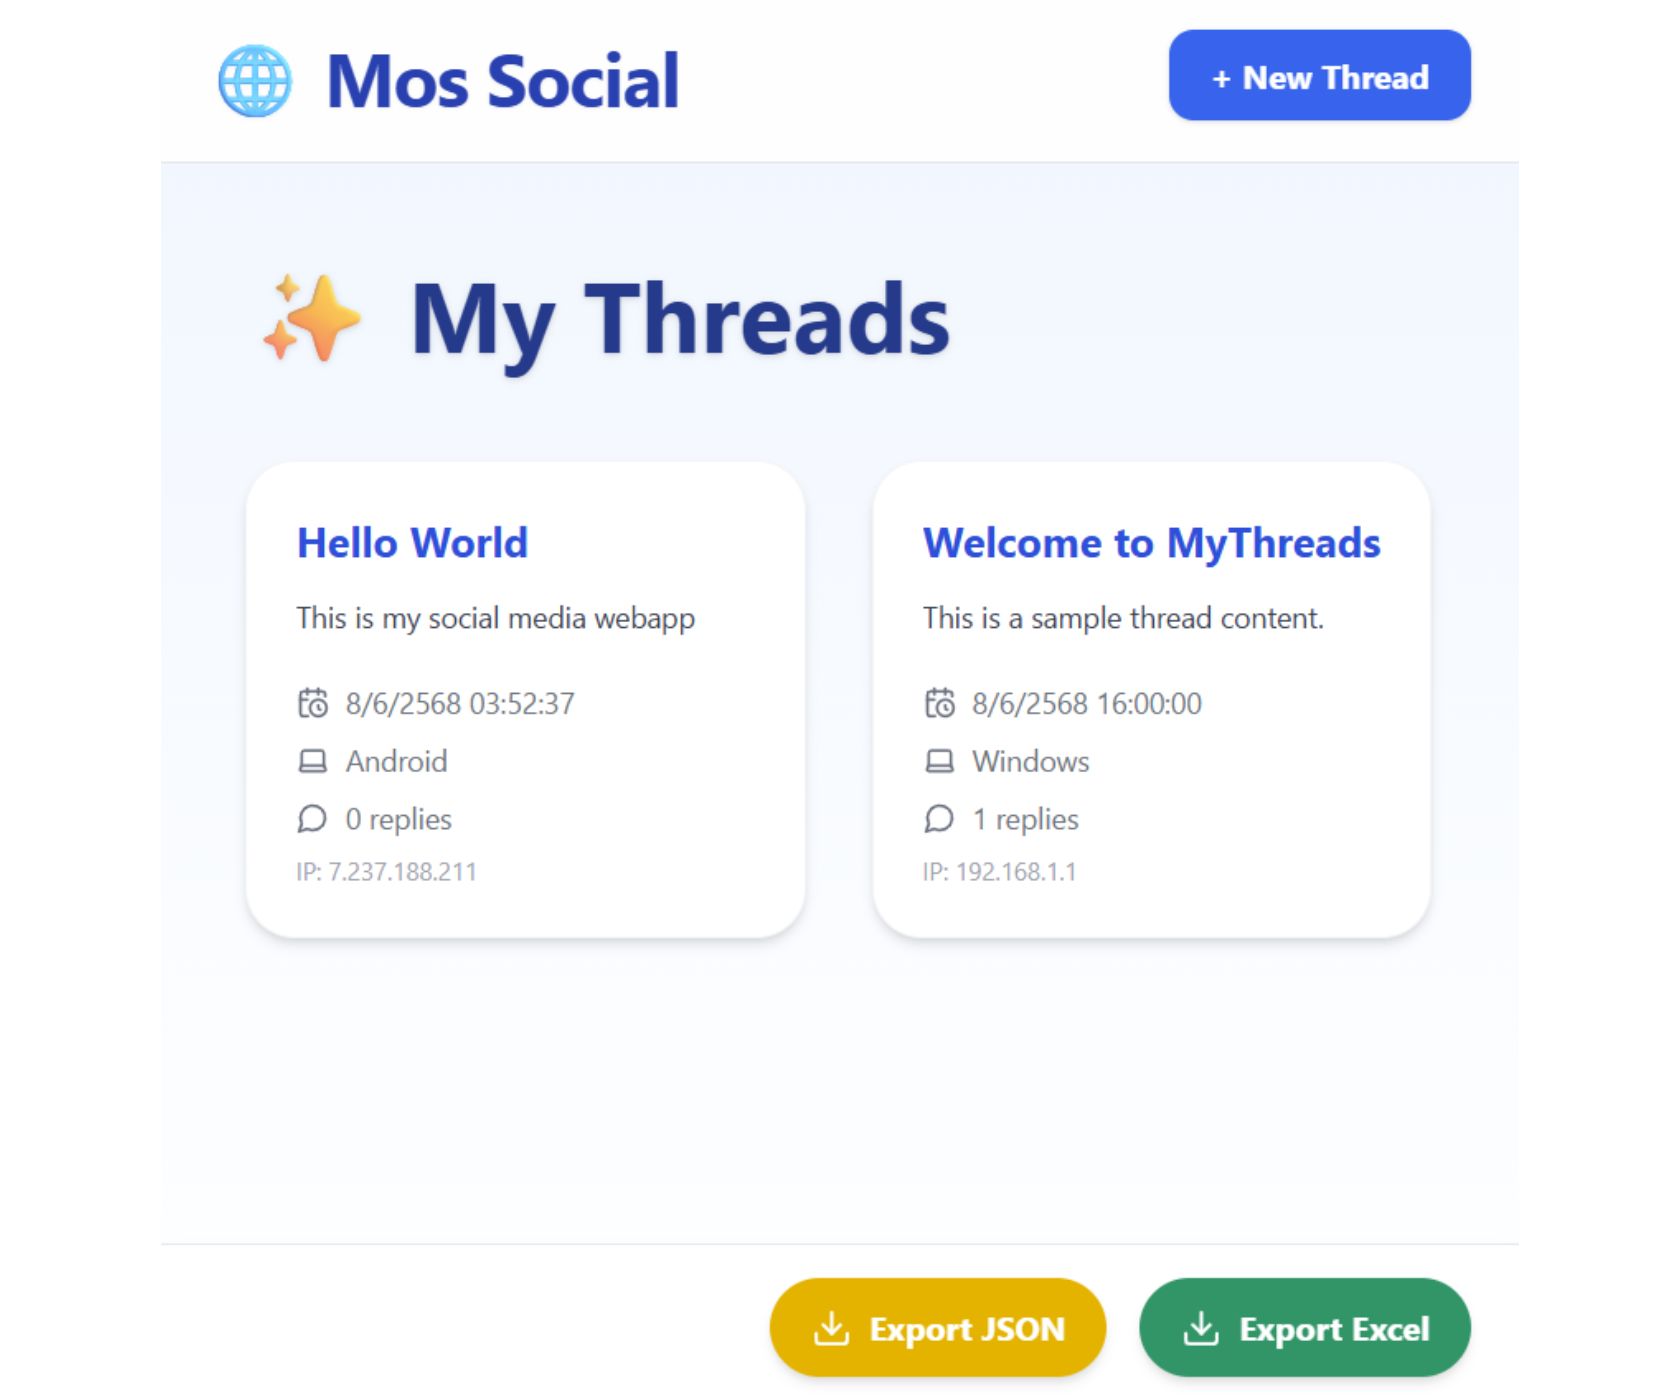 Mos Social
+ New Thread
My Threads
Hello World
This is my social media webapp
8/6/2568 03:52:37
Android
0 replies
IP: 7.237.188.211
Welcome to MyThreads
This is a sample thread content.
8/6/2568 16:00:00
Windows
1 replies
IP: 192.168.1.1
Export JSON
Export Excel